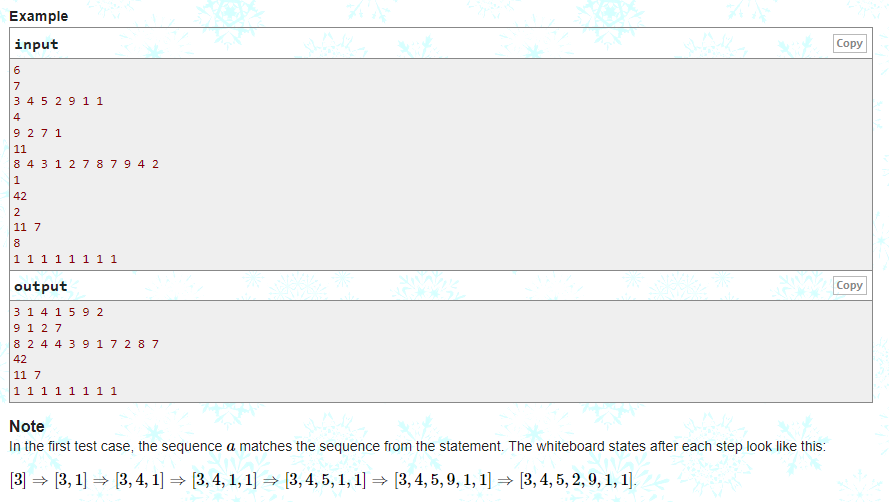 Example
input
Copy
6
7
3 4 5 2 9 1 1
4
9 2 7 1
11
8 4 3 1 2 7 8 7 9 4 2
1
42
2
11 7
8
1 1 1 1 1 1 1 1
output
Copy
3 1 4 1 5 9 2
9 1 2 7
8 2 4 4 3 9 1 7 2 8 7
42
11 7
1 1 1 1 1 1 1 1
Note
In the first test case, the sequence a matches the sequence from the statement. The whiteboard states after each step look like this:
[3] ⇒ [3, 1] ⇒ [3, 4, 1] ⇒ [3, 4, 1, 1] ⇒ [3, 4, 5, 1, 1] ⇒ [3, 4, 5, 9, 1, 1] ⇒ [3, 4, 5, 2, 9, 1, 1].